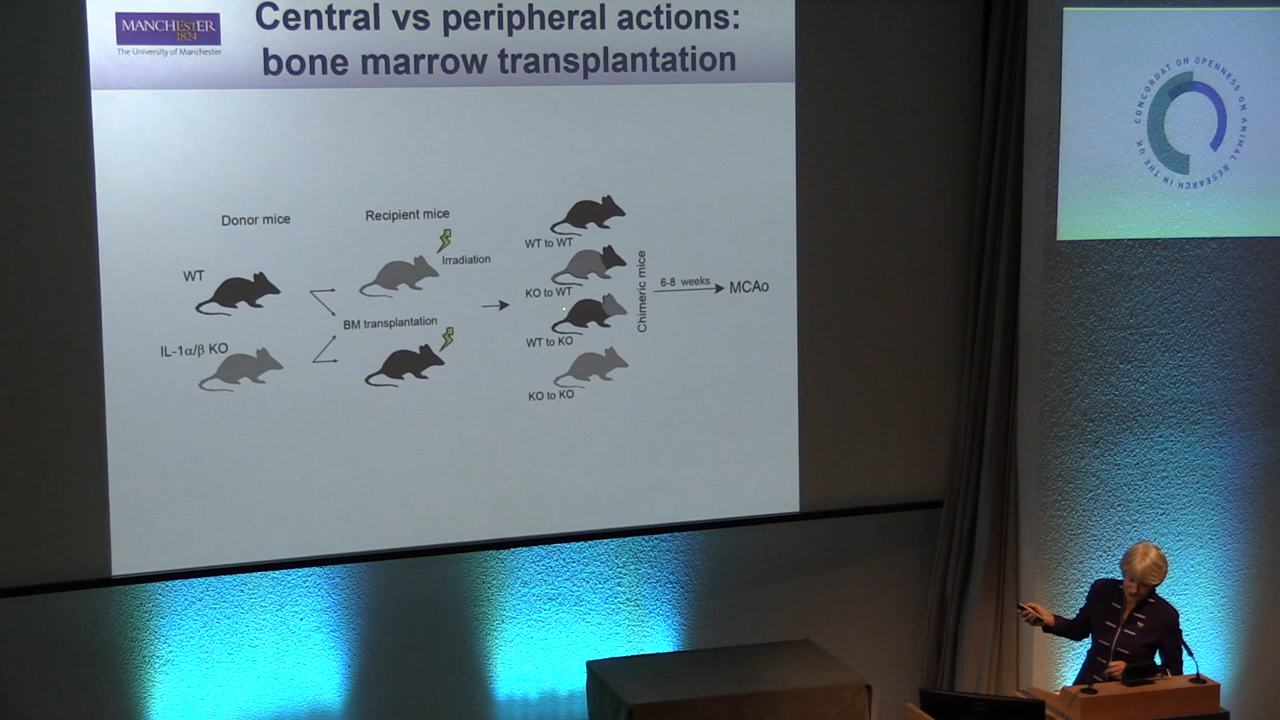 MANCHESTER
1824
The University of Manchester
Central vs peripheral actions:
bone marrow transplantation
Donor mice
Recipient mice
WT
Irradiation
BM transplantation
IL-1α/β KO
WT to WT
KO to WT
WT to KO
KO to KO
Chimeric mice
6-8 weeks
MCAo
CONCORDAT ON OPENNESS ON ANIMAL RESEARCH IN THE UK